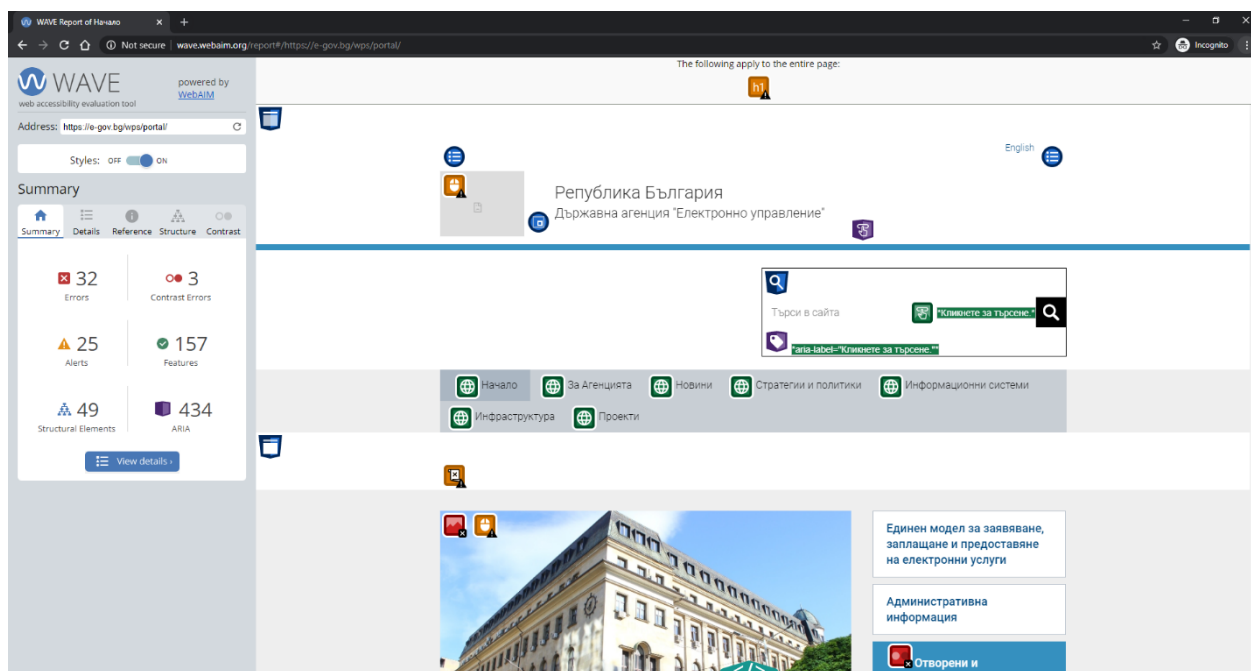 WAVE Report of Начало
Not secure | wave.webaim.org/report#/https://e-gov.bg/wps/portal/
Incognito
WAVE
web accessibility evaluation tool
powered by
WebAIM
Address: https://e-gov.bg/wps/portal/
Styles: OFF ON
Summary
Summary Details Reference Structure Contrast
32
Errors
3
Contrast Errors
25
Alerts
157
Features
49
Structural Elements
434
ARIA
View details ›
The following apply to the entire page:
h1
English
Република България
Държавна агенция "Електронно управление"
Търси в сайта
*Кликнете за търсене.*
*aria-label="Кликнете за търсене."*
Начало За Агенцията Новини Стратегии и политики Информационни системи
Инфраструктура Проекти
Единен модел за заявяване,
заплащане и предоставяне
на електронни услуги
Административна
информация
Отворени и